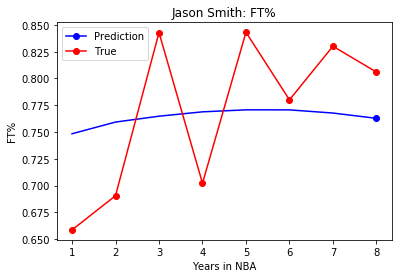 Jason Smith: FT%
Prediction
True
FT%
0.850
0.825
0.800
0.775
0.750
0.725
0.700
0.675
0.650
1 2 3 4 5 6 7 8
Years in NBA